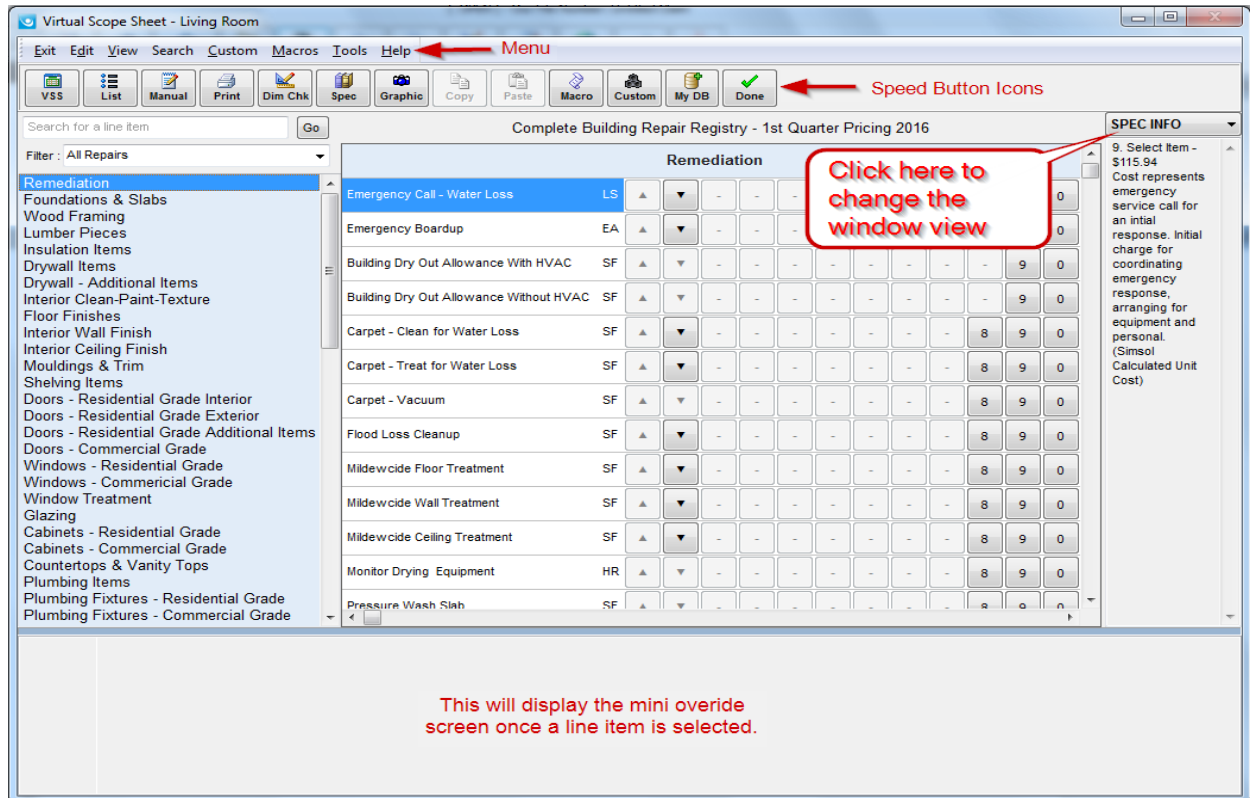 Virtual Scope Sheet - Living Room
Exit Edit View Search Custom Macros Tools Help Menu
VSS List Manual Print Dim Chk Spec Graphic Copy Paste Macro Custom My DB Done Speed Button Icons
Search for a line item Go Complete Building Repair Registry - 1st Quarter Pricing 2016 SPEC INFO
Filter : All Repairs
Remediation
Foundations & Slabs
Wood Framing
Lumber Pieces
Insulation Items
Drywall Items
Drywall - Additional Items
Interior Clean-Paint-Texture
Floor Finishes
Interior Wall Finish
Interior Ceiling Finish
Mouldings & Trim
Shelving Items
Doors - Residential Grade Interior
Doors - Residential Grade Exterior
Doors - Residential Grade Additional Items
Doors - Commercial Grade
Windows - Residential Grade
Windows - Commericial Grade
Window Treatment
Glazing
Cabinets - Residential Grade
Cabinets - Commercial Grade
Countertops & Vanity Tops
Plumbing Items
Plumbing Fixtures - Residential Grade
Plumbing Fixtures - Commercial Grade
Remediation
Emergency Call - Water Loss LS - - - 0
Emergency Boardup EA - - - 0
Building Dry Out Allowance With HVAC SF - - - - - - - - 9 0
Building Dry Out Allowance Without HVAC SF - - - - - - - - 9 0
Carpet - Clean for Water Loss SF - - - - - - - 8 9 0
Carpet - Treat for Water Loss SF - - - - - - - 8 9 0
Carpet - Vacuum SF - - - - - - - 8 9 0
Flood Loss Cleanup SF - - - - - - - 8 9 0
Mildewcide Floor Treatment SF - - - - - - - 8 9 0
Mildewcide Wall Treatment SF - - - - - - - 8 9 0
Mildewcide Ceiling Treatment SF - - - - - - - 8 9 0
Monitor Drying Equipment HR - - - - - - - 8 9 0
Pressure Wash Slab SF - - - - - - - 8 9 0
Click here to
change the
window view
9. Select Item -
$115.94
Cost represents
emergency
service call for
an intial
response. Initial
charge for
coordinating
emergency
response,
arranging for
equipment and
personal.
(Simsol
Calculated Unit
Cost)
This will display the mini overide
screen once a line item is selected.